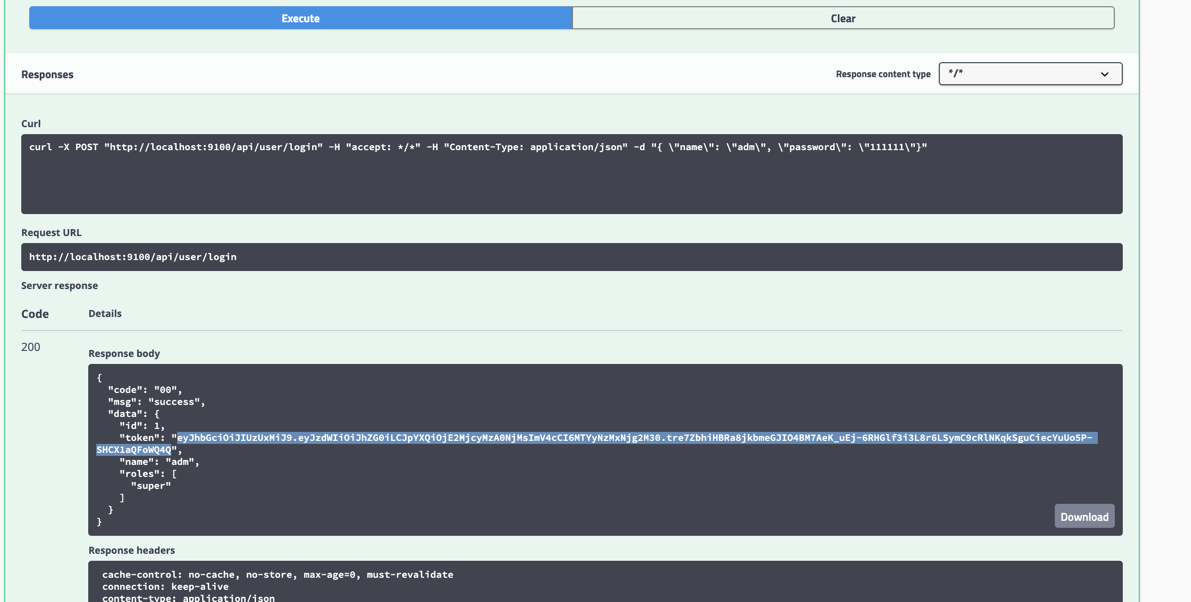 Execute
Clear
Responses
Response content type
*/*
Curl
curl -X POST "http://localhost:9100/api/user/login" -H "accept: */*" -H "Content-Type: application/json" -d "{ \"name\": \"adm\", \"password\": \"111111\"}"
Request URL
http://localhost:9100/api/user/login
Server response
Code
Details
200
Response body
{
"code": "00",
"msg": "success",
"data": {
"id": 1,
"token": "eyJhbGciOiJIUzUxMiJ9.eyJzdWIiOiJhZG0iLCJpYXQiOjE2MjcyMzA0NjMsImV4cCI6MTYyNzMxNjg2M30.tre7ZbhiHBRa8jkbmeGJIO4BM7AeK_uEj-6RHGlf3i3L8r6LSymC9cRlNKqkSguCiecYuUo5P-
SHCX1aQFoWQ4Q",
"name": "adm",
"roles": [
"super"
]
}
}
Download
Response headers
cache-control: no-cache, no-store, max-age=0, must-revalidate
connection: keep-alive
content-type: application/json